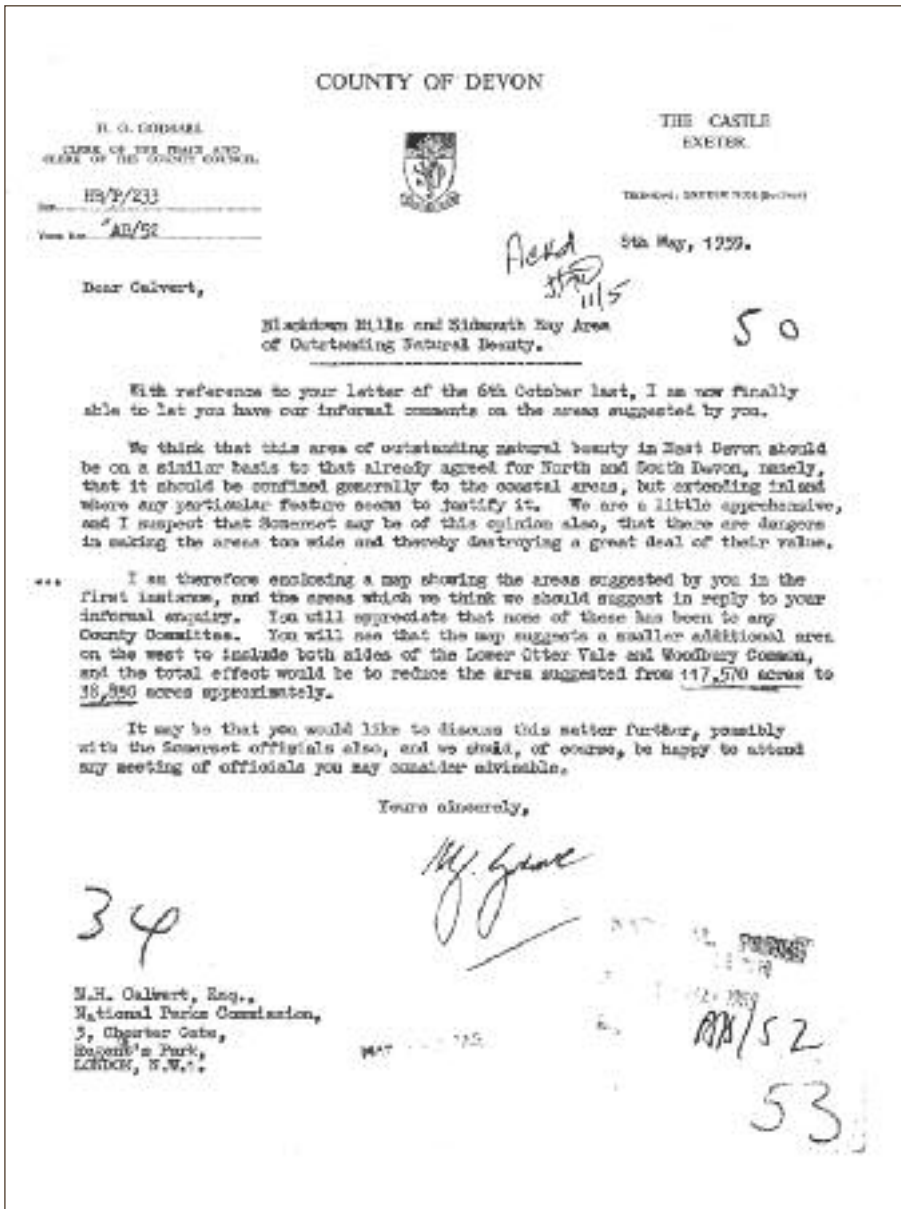 COUNTY OF DEVON
CLERK OF THE PEACE AND
CLERK OF THE COUNTY COUNCIL.
THE CASTLE
EXETER.
HB/P/233
AB/52
5th May, 1959.
Ackd
11/5
Dear Calvert,
50
Blackdown Hills and Sidmouth Bay Area
of Outstanding Natural Beauty.
With reference to your letter of the 6th October last, I am now finally
able to let you have our informal comments on the areas suggested by you.
We think that this area of outstanding natural beauty in East Devon should
be on a similar basis to that already agreed for North and South Devon, namely,
that it should be confined generally to the coastal areas, but extending inland
where any particular feature seems to justify it. We are a little apprehensive,
and I suspect that Somerset may be of this opinion also, that there are dangers
in making the areas too wide and thereby destroying a great deal of their value.
... I am therefore enclosing a map showing the areas suggested by you in the
first instance, and the areas which we think we should suggest in reply to your
informal enquiry. You will appreciate that none of these has been to any
County Committee. You will see that the map suggests a smaller additional area
on the west to include both sides of the Lower Otter Vale and Woodbury Common,
and the total effect would be to reduce the area suggested from 117,570 acres to
acres approximately.
It may be that you would like to discuss this matter further, possibly
with the Somerset officials also, and we should, of course, be happy to attend
any meeting of officials you may consider advisable.
Yours sincerely,
34
N.H. Calvert, Esq.,
National Parks Commission,
3, Chester Gate,
Regent's Park,
LONDON, N.W.1.
MAY
/52
53